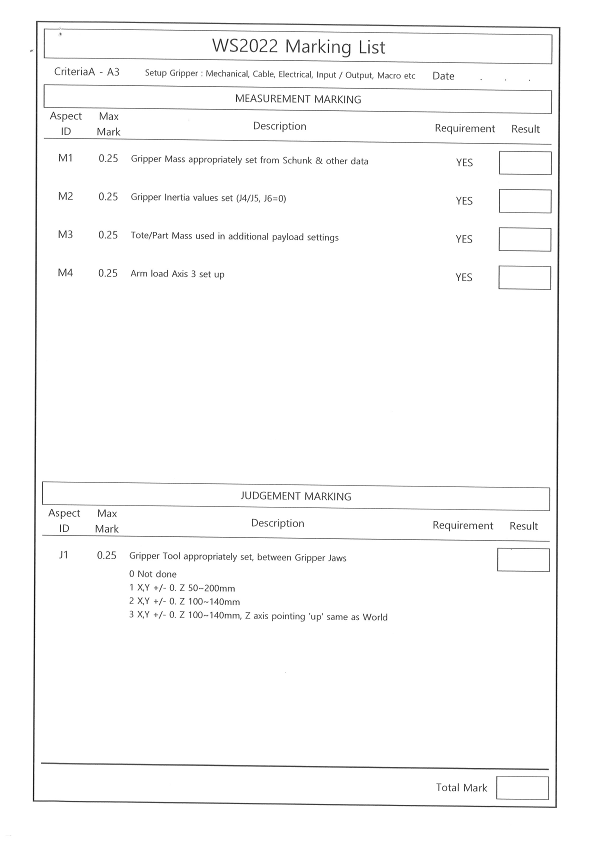 WS2022 Marking List
CriteriaA - A3 Setup Gripper : Mechanical, Cable, Electrical, Input / Output, Macro etc Date . . .
MEASUREMENT MARKING
Aspect ID Max Mark Description Requirement Result
M1 0.25 Gripper Mass appropriately set from Schunk & other data YES
M2 0.25 Gripper Inertia values set (J4/J5, J6=0) YES
M3 0.25 Tote/Part Mass used in additional payload settings YES
M4 0.25 Arm load Axis 3 set up YES
JUDGEMENT MARKING
Aspect ID Max Mark Description Requirement Result
J1 0.25 Gripper Tool appropriately set, between Gripper Jaws
0 Not done
1 X,Y +/- 0. Z 50~200mm
2 X,Y +/- 0. Z 100~140mm
3 X,Y +/- 0. Z 100~140mm, Z axis pointing 'up' same as World
Total Mark